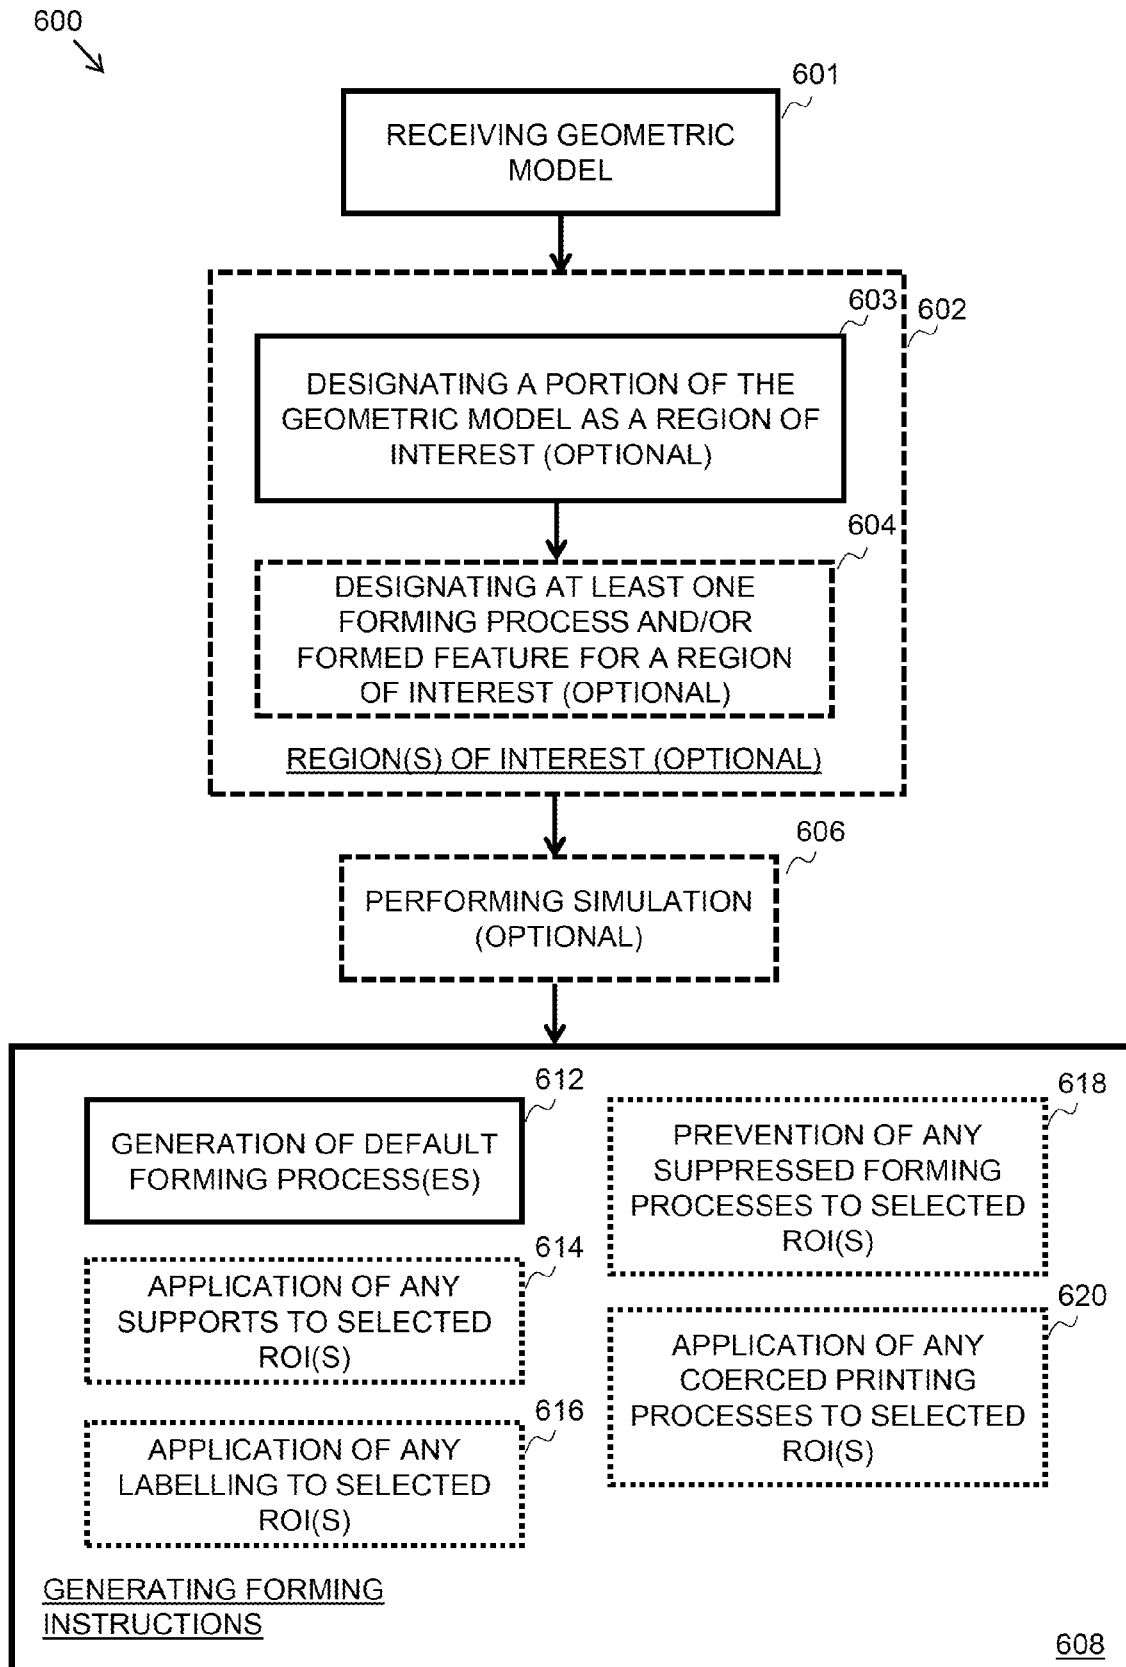 600
601
RECEIVING GEOMETRIC
MODEL
602
603
DESIGNATING A PORTION OF THE
GEOMETRIC MODEL AS A REGION OF
INTEREST (OPTIONAL)
604
DESIGNATING AT LEAST ONE
FORMING PROCESS AND/OR
FORMED FEATURE FOR A REGION
OF INTEREST (OPTIONAL)
REGION(S) OF INTEREST (OPTIONAL)
606
PERFORMING SIMULATION
(OPTIONAL)
612
GENERATION OF DEFAULT
FORMING PROCESS(ES)
614
APPLICATION OF ANY
SUPPORTS TO SELECTED
ROI(S)
616
APPLICATION OF ANY
LABELLING TO SELECTED
ROI(S)
618
PREVENTION OF ANY
SUPPRESSED FORMING
PROCESSES TO SELECTED
ROI(S)
620
APPLICATION OF ANY
COERCED PRINTING
PROCESSES TO SELECTED
ROI(S)
GENERATING FORMING
INSTRUCTIONS
608